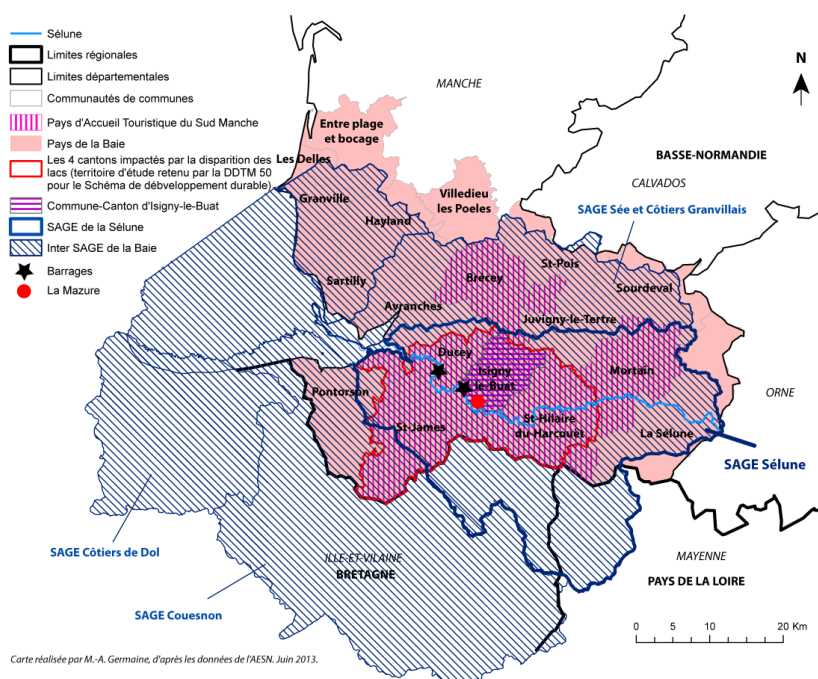 Sélune
Limites régionales
Limites départementales
Communautés de communes
Pays d'Accueil Touristique du Sud Manche
Pays de la Baie
Les 4 cantons impactés par la disparition des
lacs (territoire d'étude retenu par la DDTM 50
pour le Schéma de débveloppement durable)
Commune-Canton d'Isigny-le-Buat
SAGE de la Sélune
Inter SAGE de la Baie
Barrages
La Mazure
MANCHE
N
Entre plage
et bocage
Les Delles
BASSE-NORMANDIE
CALVADOS
Villedieu
les Poeles
SAGE Sée et Côtiers Granvillais
Granville
Hayland
St-Pois
Brecey
Sourdeval
Sartilly
Avranches
Juvigny-le-Tertre
Ducey
Isigny
le-Buat
Mortain
Pontorson
ORNE
St-James
St-Hilaire
du-Harcouët
La Sélune
SAGE Sélune
SAGE Côtiers de Dol
ILLE-ET-VILAINE
BRETAGNE
MAYENNE
PAYS DE LA LOIRE
SAGE Couesnon
0 5 10 20 Km
Carte réalisée par M.-A. Germaine, d'après les données de l'AESN. Juin 2013.